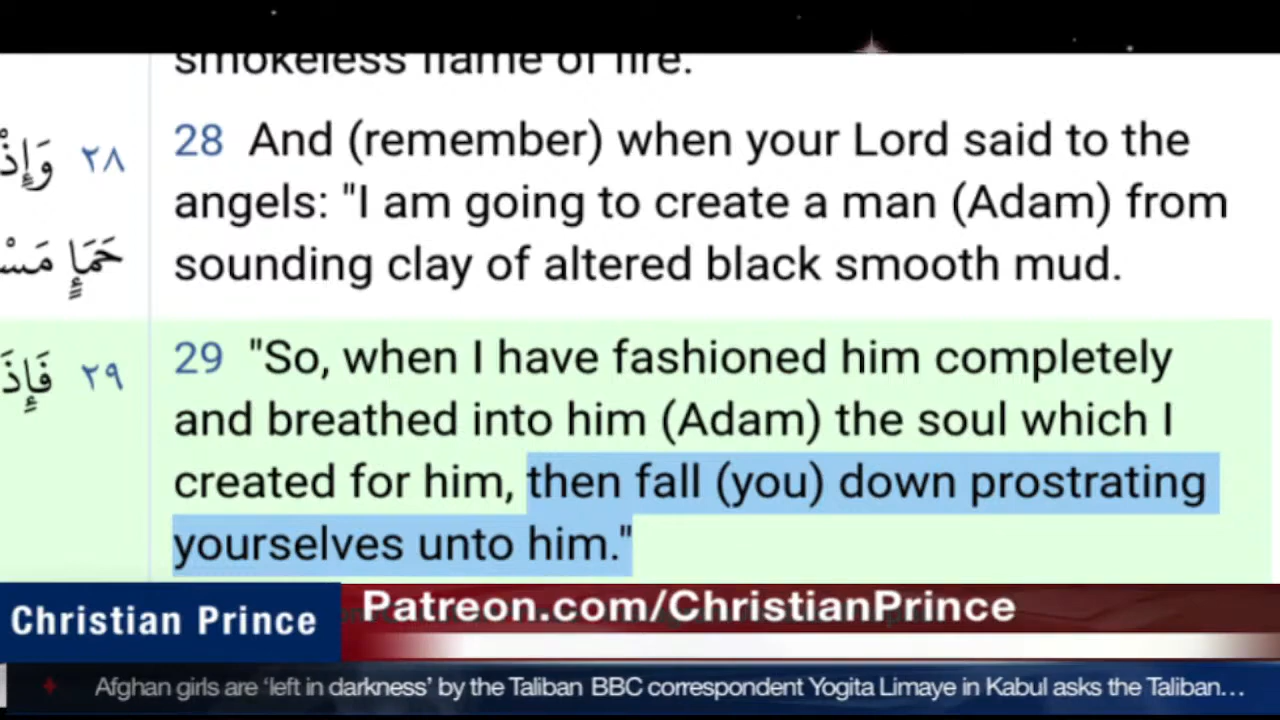 smokeless flame of fire.
28 And (remember) when your Lord said to the
angels: "I am going to create a man (Adam) from
sounding clay of altered black smooth mud.
٢٨ وَإِذْ
حَمَإٍ
29 "So, when I have fashioned him completely
and breathed into him (Adam) the soul which I
created for him, then fall (you) down prostrating
yourselves unto him."
٢٩
Christian Prince
Patreon.com/ChristianPrince
Afghan girls are 'left in darkness' by the Taliban BBC correspondent Yogita Limaye in Kabul asks the Taliban…